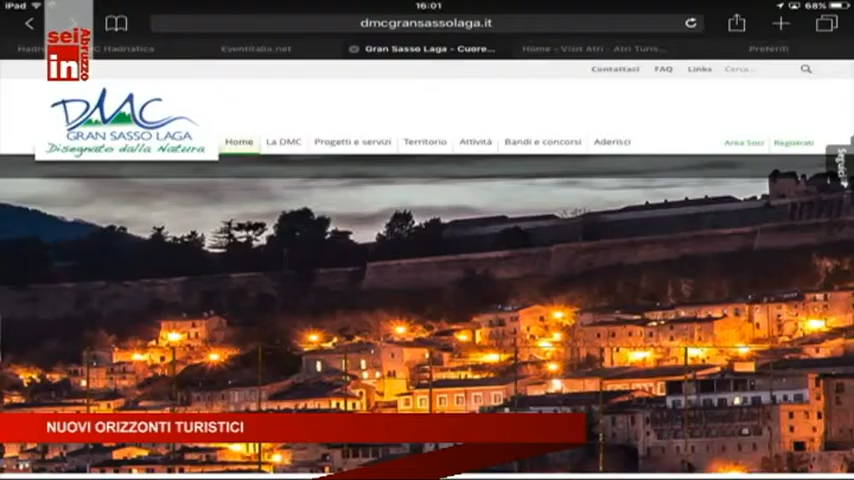 iPad 16:01 68%
dmcgransassolaga.it
sei in Abruzzo
Hadriatica Eventitalia.net Gran Sasso Laga - Cuore... Home - Visit Atri - Atri Turis... Preferiti
Contattaci FAQ Links Cerca...
DMC
GRAN SASSO LAGA
Disegnato dalla Natura
Home La DMC Progetti e servizi Territorio Attività Bandi e concorsi Aderisci Area Soci Registrati
NUOVI ORIZZONTI TURISTICI